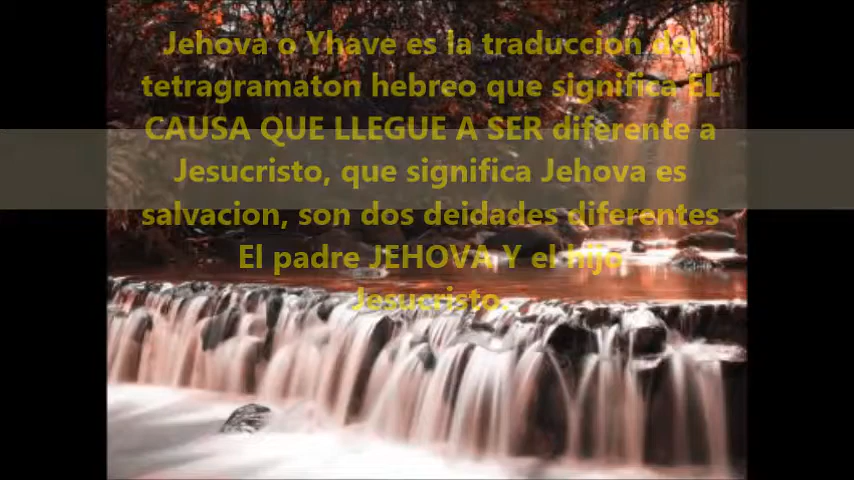 Jehova o Yhave es la traduccion del
tetragramaton hebreo que significa EL
CAUSA QUE LLEGUE A SER diferente a
Jesucristo, que significa Jehova es
salvacion, son dos deidades diferentes
El padre JEHOVA Y el hijo
Jesucristo.